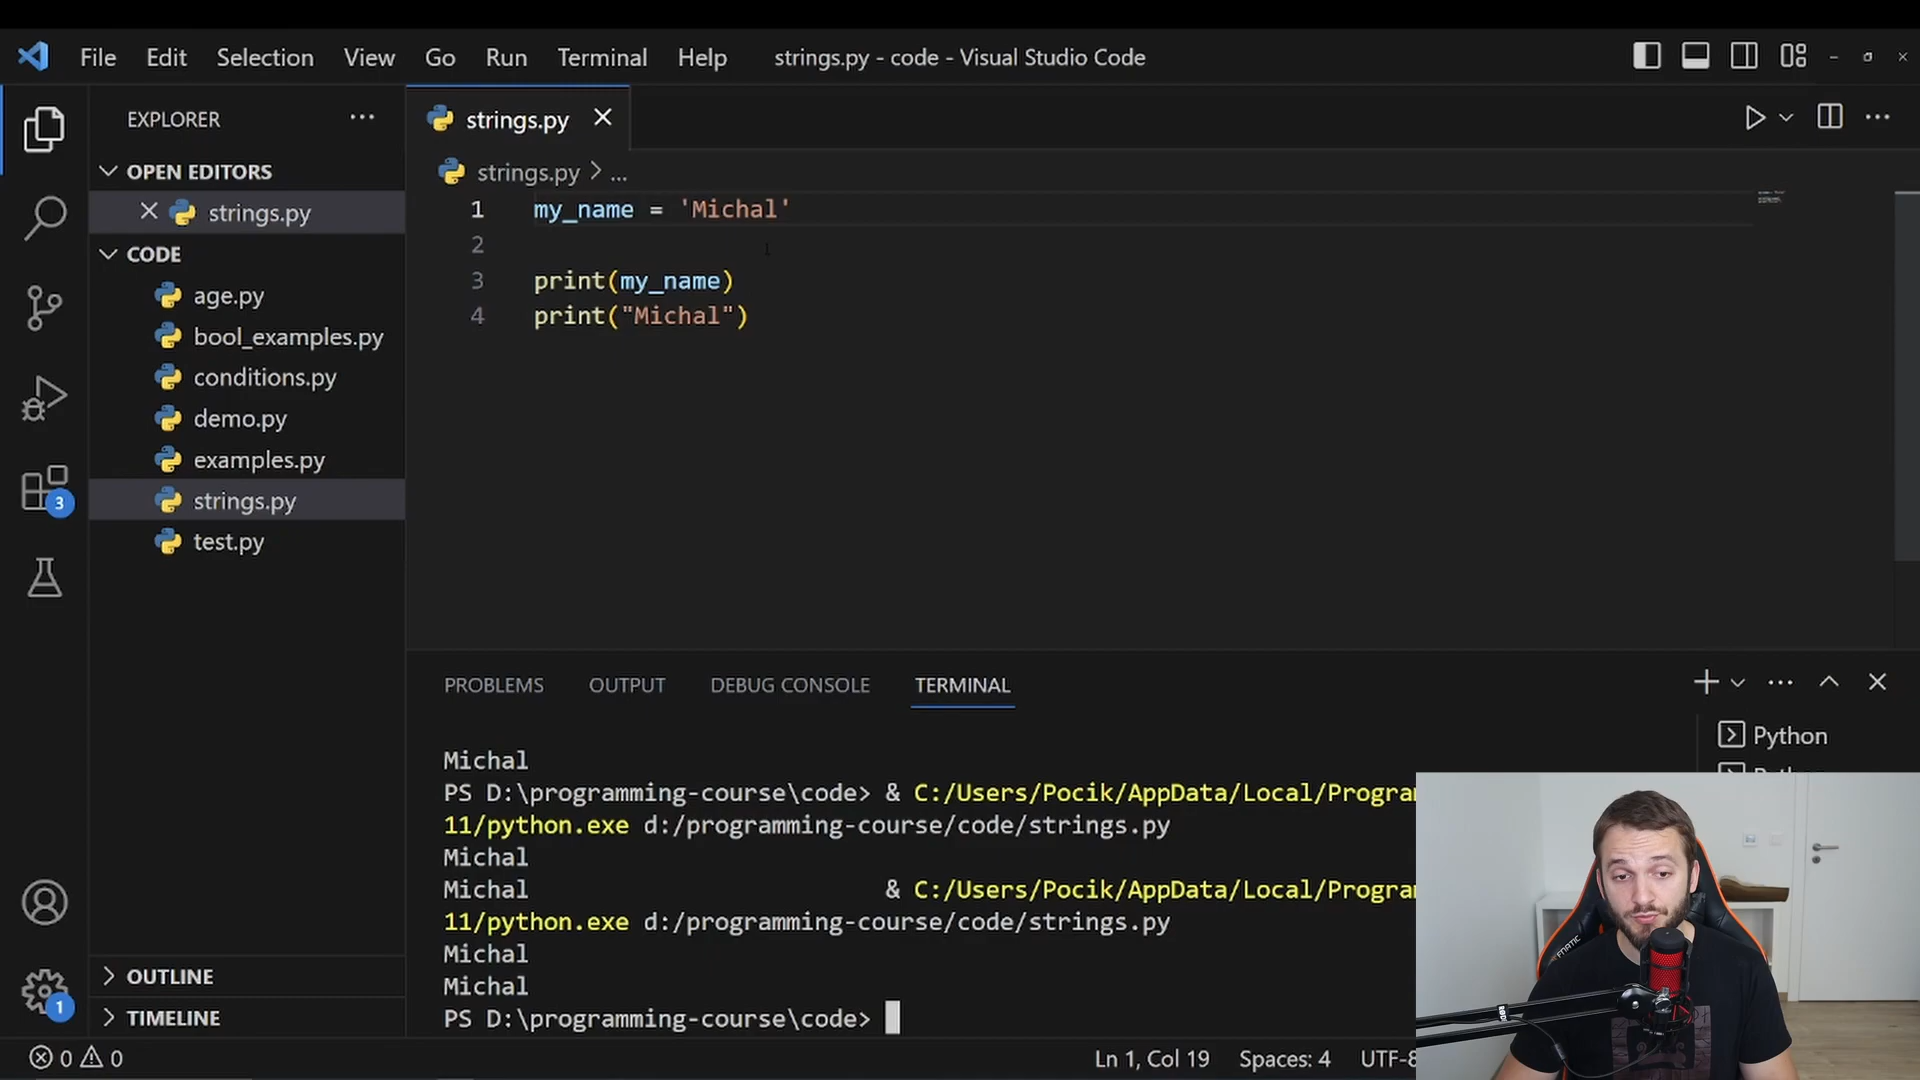 File Edit Selection View Go Run Terminal Help strings.py - code - Visual Studio Code
EXPLORER
OPEN EDITORS
strings.py
CODE
age.py
bool_examples.py
conditions.py
demo.py
examples.py
strings.py
test.py
OUTLINE
TIMELINE
3
1
strings.py
strings.py > ...
1 my_name = 'Michal'
2
3 print(my_name)
4 print("Michal")
PROBLEMS OUTPUT DEBUG CONSOLE TERMINAL
Michal
PS D:\programming-course\code> & C:/Users/Pocik/AppData/Local/Program
11/python.exe d:/programming-course/code/strings.py
Michal
Michal & C:/Users/Pocik/AppData/Local/Program
11/python.exe d:/programming-course/code/strings.py
Michal
Michal
PS D:\programming-course\code>
Python
FNATIC
0 0
Ln 1, Col 19 Spaces: 4 UTF-8